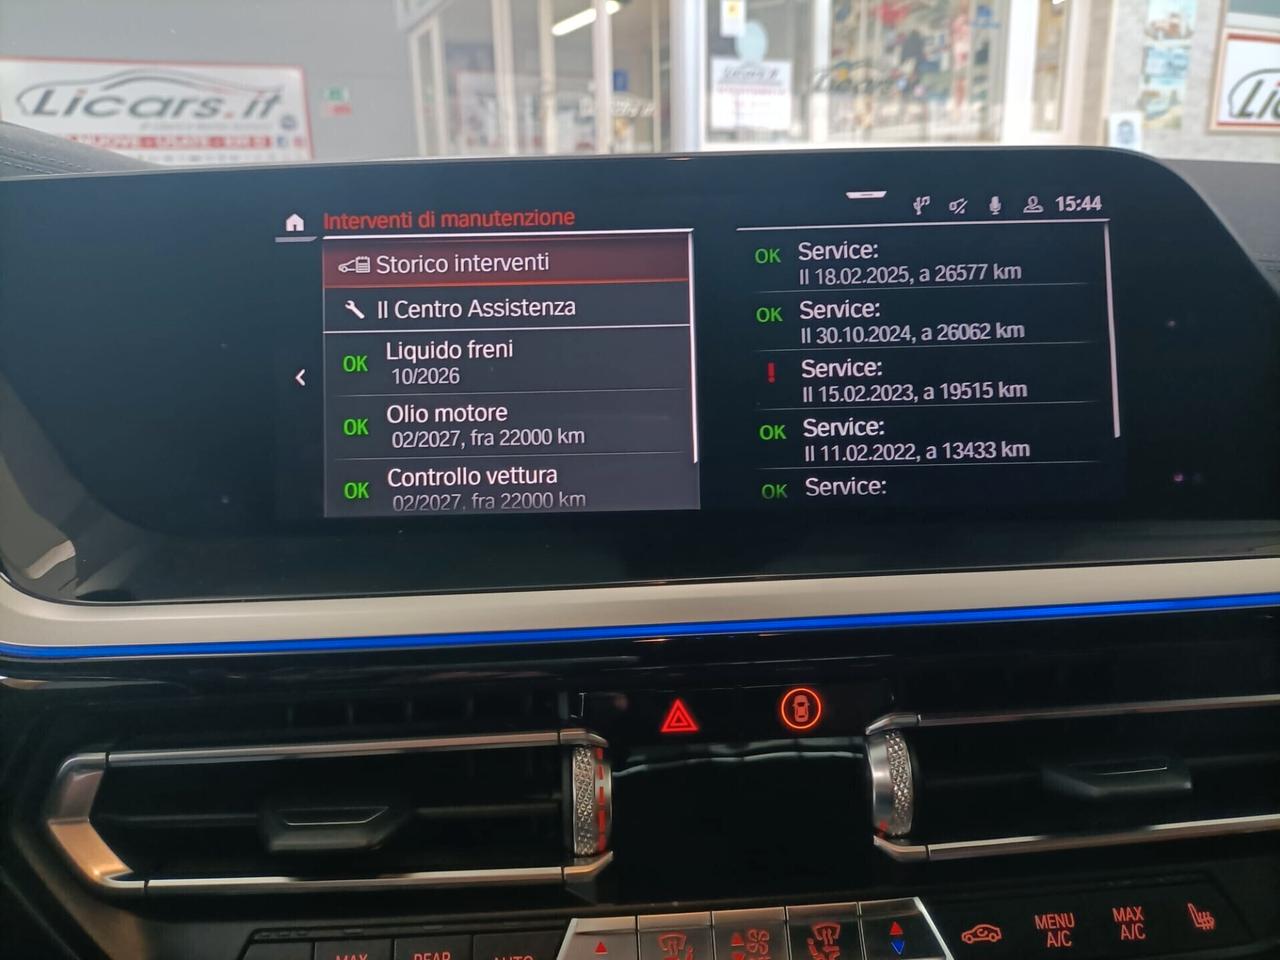 Licars.it
Interventi di manutenzione
15:44
Storico interventi
Il Centro Assistenza
OK Liquido freni
10/2026
OK Olio motore
02/2027, fra 22000 km
OK Controllo vettura
02/2027, fra 22000 km
OK Service:
Il 18.02.2025, a 26577 km
OK Service:
Il 30.10.2024, a 26062 km
! Service:
Il 15.02.2023, a 19515 km
OK Service:
Il 11.02.2022, a 13433 km
OK Service:
MAX
REAR
AUTO
MENU
A/C
MAX
A/C